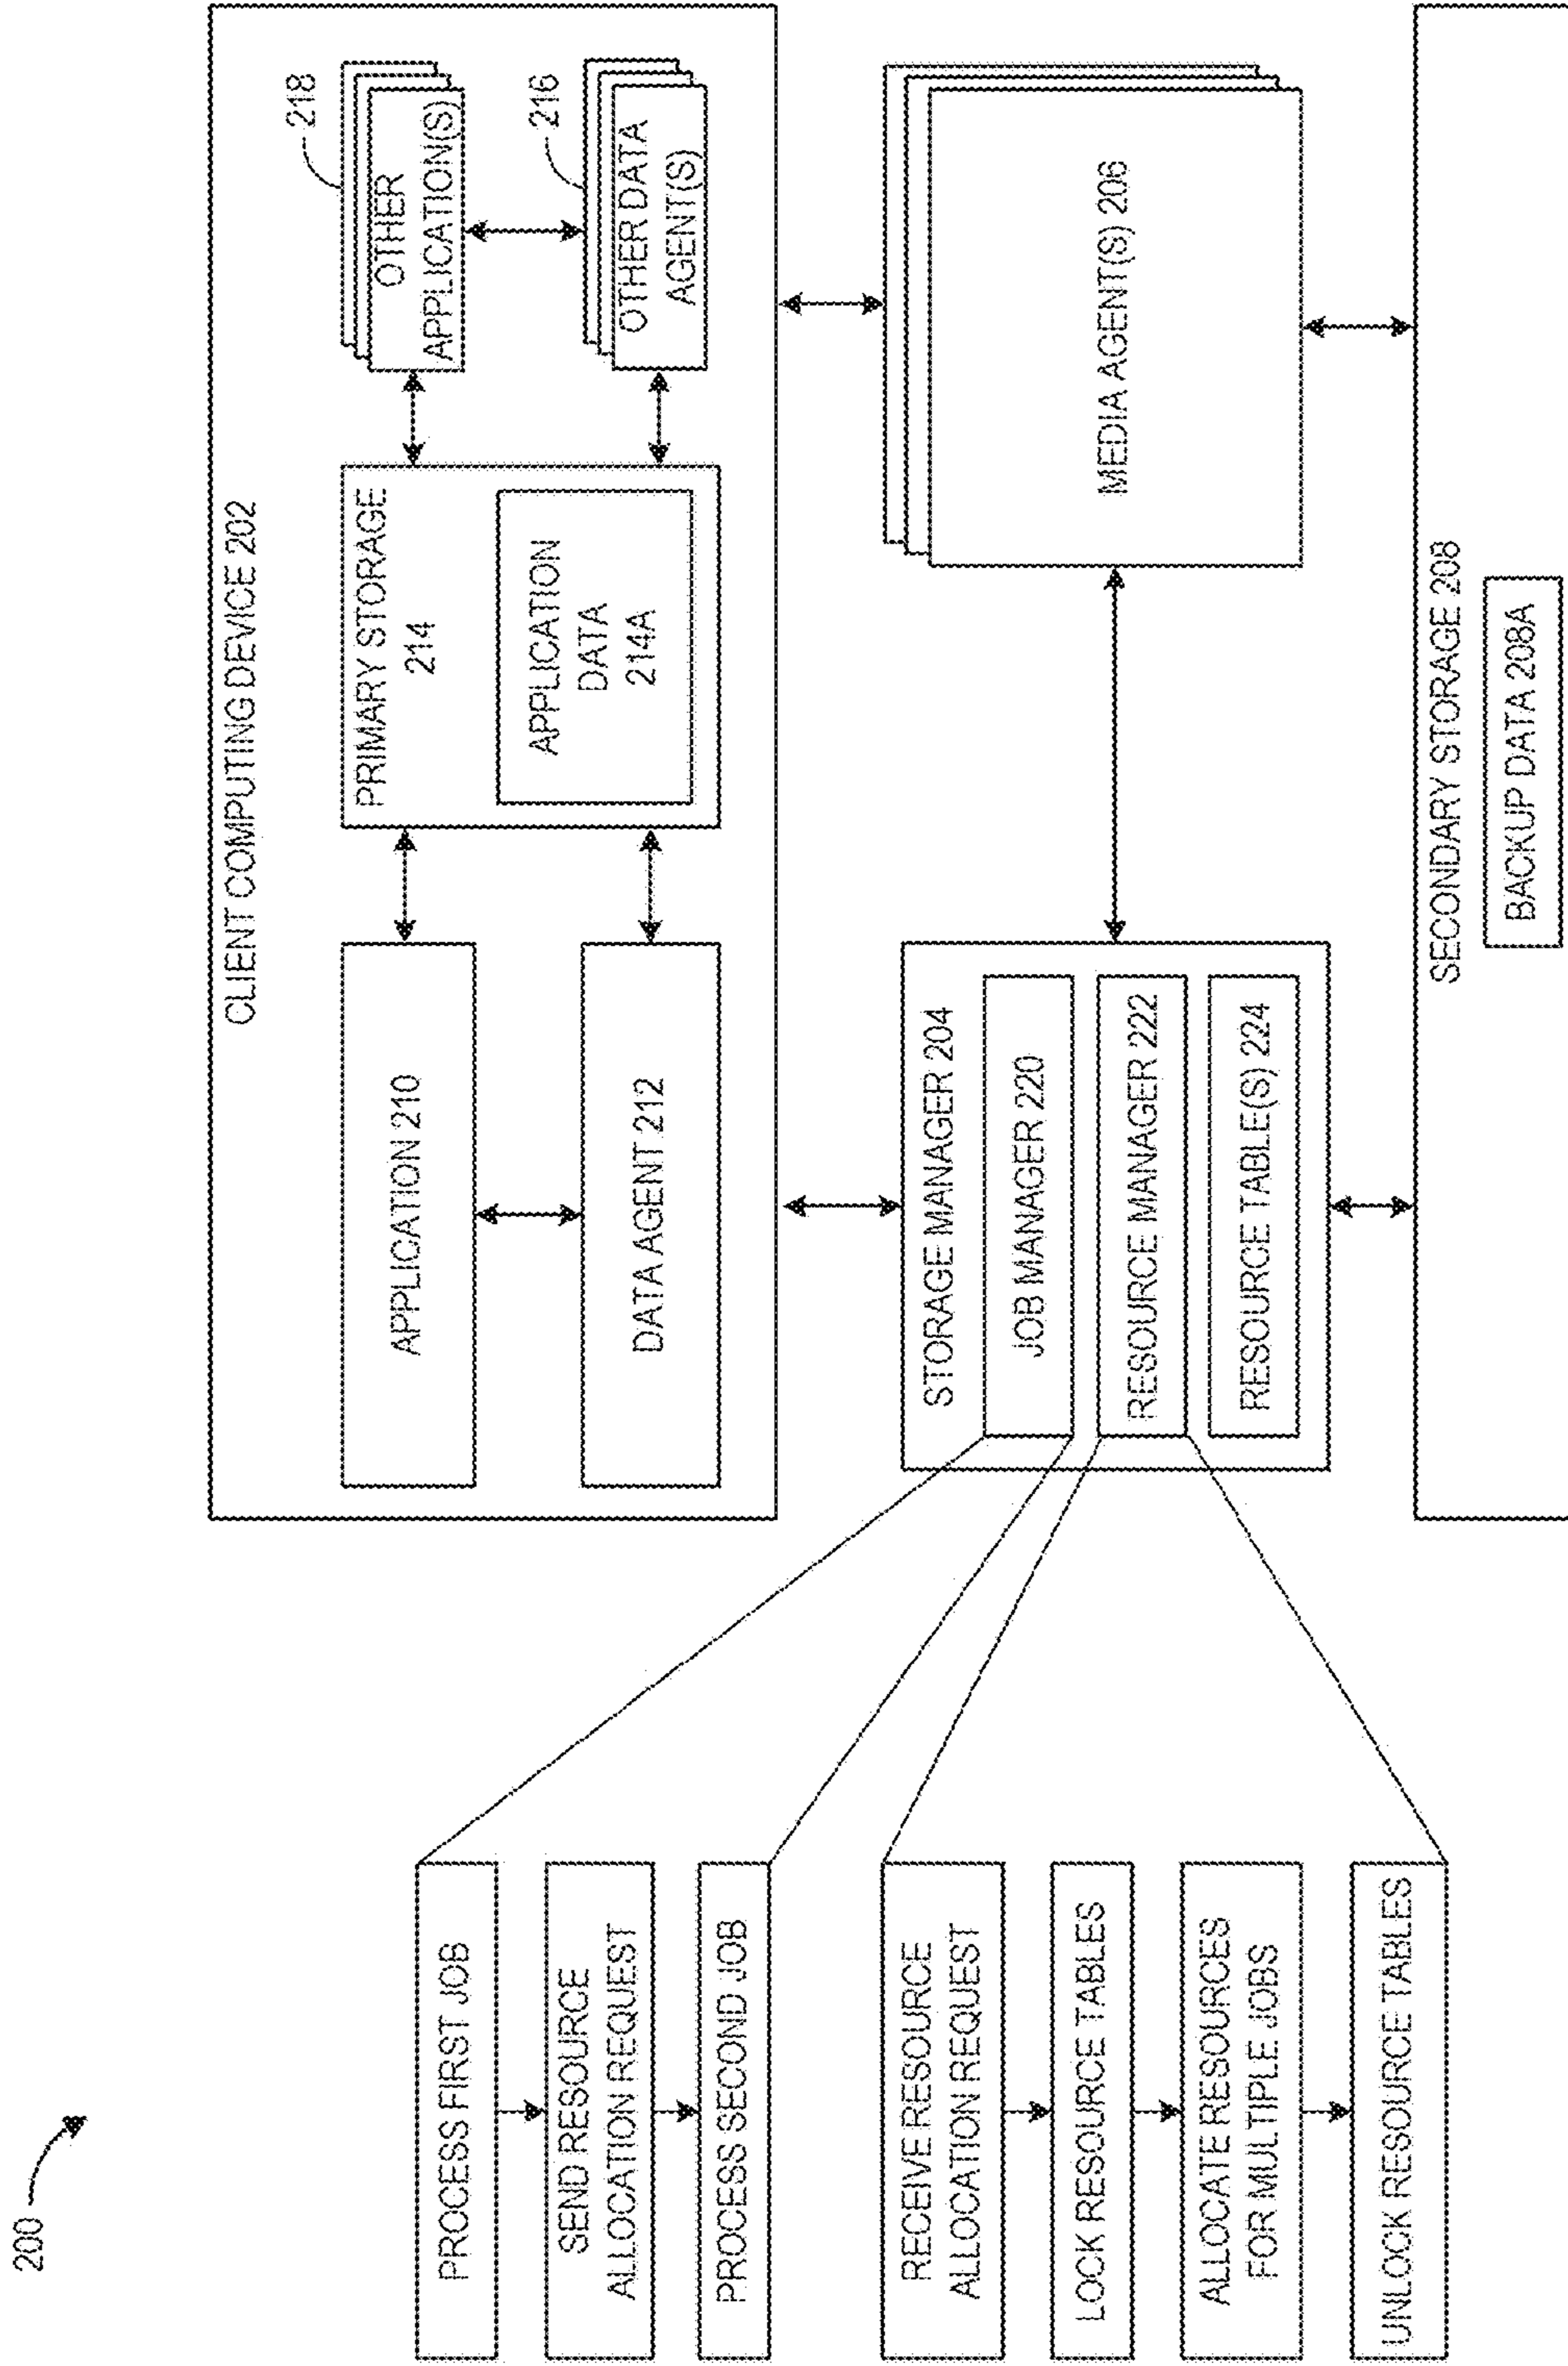 200
CLIENT COMPUTING DEVICE 202
APPLICATION 210
DATA AGENT 212
PRIMARY STORAGE
214
APPLICATION
DATA
214A
218
OTHER
APPLICATION(S)
216
OTHER DATA
AGENT(S)
PROCESS FIRST JOB
SEND RESOURCE
ALLOCATION REQUEST
PROCESS SECOND JOB
RECEIVE RESOURCE
ALLOCATION REQUEST
LOCK RESOURCE TABLES
ALLOCATE RESOURCES
FOR MULTIPLE JOBS
UNLOCK RESOURCE TABLES
STORAGE MANAGER 204
JOB MANAGER 220
RESOURCE MANAGER 222
RESOURCE TABLE(S) 224
MEDIA AGENT(S) 206
SECONDARY STORAGE 208
BACKUP DATA 208A